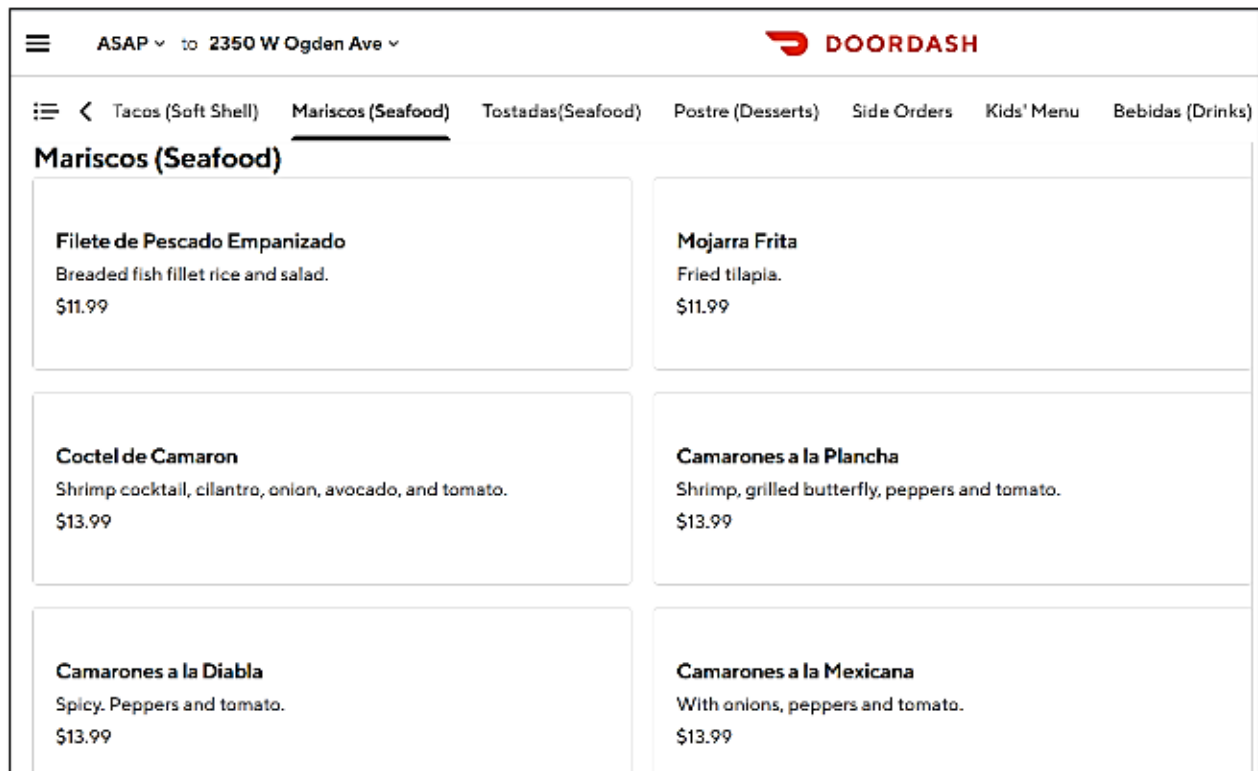 ASAP to 2350 W Ogden Ave DOORDASH
Tacos (Soft Shell) Mariscos (Seafood) Tostadas(Seafood) Postre (Desserts) Side Orders Kids' Menu Bebidas (Drinks)
Mariscos (Seafood)
Filete de Pescado Empanizado
Breaded fish fillet rice and salad.
$11.99
Mojarra Frita
Fried tilapia.
$11.99
Coctel de Camaron
Shrimp cocktail, cilantro, onion, avocado, and tomato.
$13.99
Camarones a la Plancha
Shrimp, grilled butterfly, peppers and tomato.
$13.99
Camarones a la Diabla
Spicy. Peppers and tomato.
$13.99
Camarones a la Mexicana
With onions, peppers and tomato.
$13.99